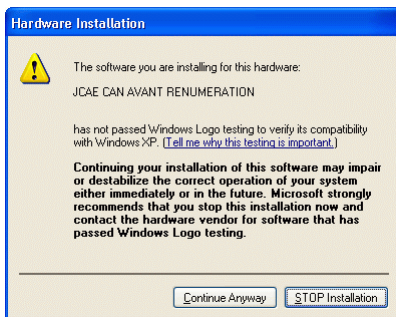 Hardware Installation
The software you are installing for this hardware:
JCAE CAN AVANT RENUMERATION
has not passed Windows Logo testing to verify its compatibility
with Windows XP. (Tell me why this testing is important.)
Continuing your installation of this software may impair
or destabilize the correct operation of your system
either immediately or in the future. Microsoft strongly
recommends that you stop this installation now and
contact the hardware vendor for software that has
passed Windows Logo testing.
Continue Anyway
STOP Installation